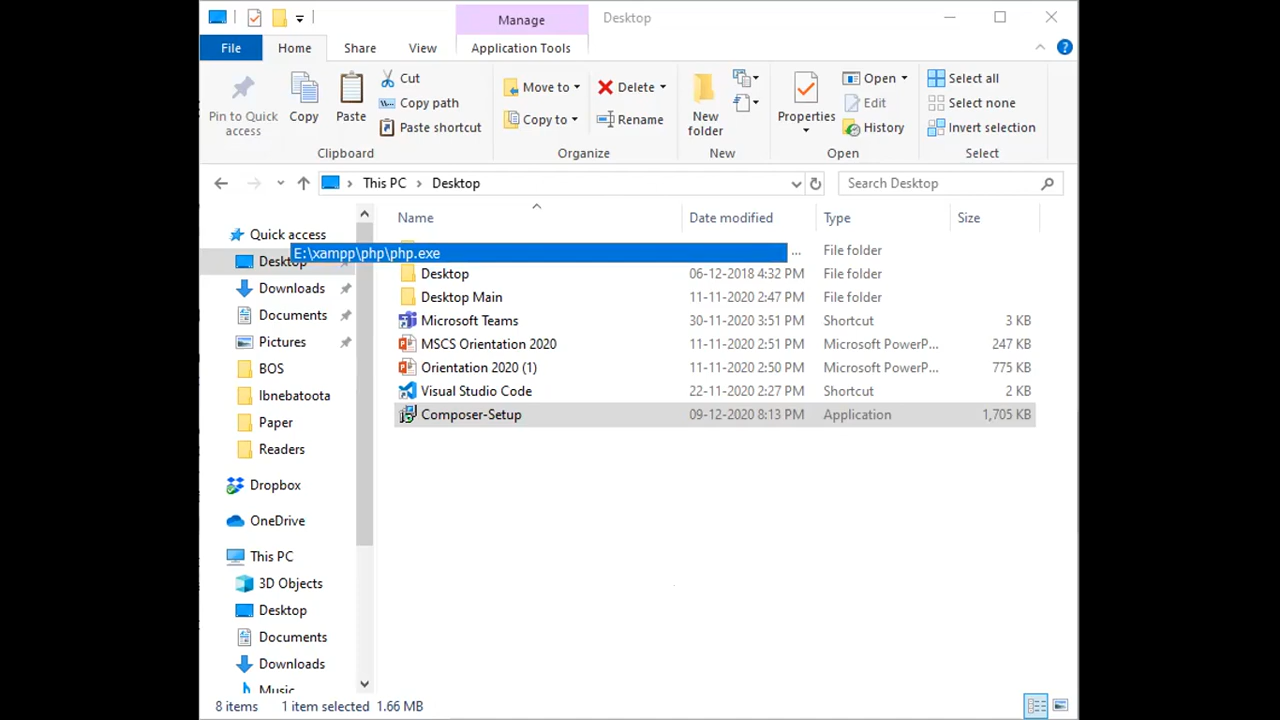 Manage
Desktop
File
Home
Share
View
Application Tools
Pin to Quick access
Copy
Paste
Cut
Copy path
Paste shortcut
Clipboard
Move to
Copy to
Delete
Rename
Organize
New folder
New
Properties
Open
Edit
History
Open
Select all
Select none
Invert selection
Select
This PC > Desktop
Search Desktop
Name Date modified Type Size
Quick access
Desktop
Downloads
Documents
Pictures
BOS
Ibnebatoota
Paper
Readers
Dropbox
OneDrive
This PC
3D Objects
Desktop
Documents
Downloads
Music
E:\xampp\php\php.exe
... File folder
Desktop 06-12-2018 4:32 PM File folder
Desktop Main 11-11-2020 2:47 PM File folder
Microsoft Teams 30-11-2020 3:51 PM Shortcut 3 KB
MSCS Orientation 2020 11-11-2020 2:51 PM Microsoft PowerP... 247 KB
Orientation 2020 (1) 11-11-2020 2:50 PM Microsoft PowerP... 775 KB
Visual Studio Code 22-11-2020 2:27 PM Shortcut 2 KB
Composer-Setup 09-12-2020 8:13 PM Application 1,705 KB
8 items 1 item selected 1.66 MB